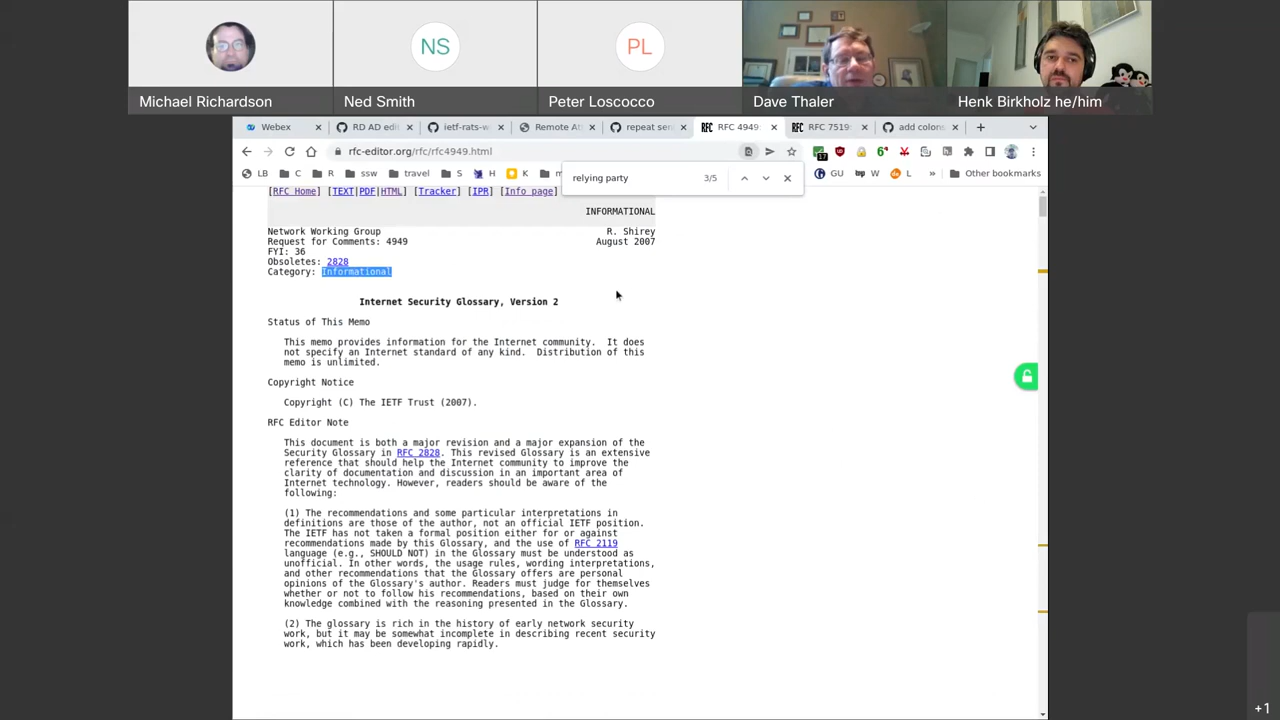 NS
PL
Michael Richardson
Ned Smith
Peter Loscocco
Dave Thaler
Henk Birkholz he/him
Webex
RD AD edi
ietf-rats-w
Remote At
repeat sen
RFC 4949
RFC 7519
add colons
rfc-editor.org/rfc/rfc4949.html
17
6
LB
R
ssw
travel
S
H
K
GU
W
L
»
Other bookmarks
relying party 3/5
[RFC Home] [TEXT|PDF|HTML] [Tracker] [IPR] [Info page]
INFORMATIONAL
Network Working Group R. Shirey
Request for Comments: 4949 August 2007
FYI: 36
Obsoletes: 2828
Category: Informational
Internet Security Glossary, Version 2
Status of This Memo
This memo provides information for the Internet community. It does
not specify an Internet standard of any kind. Distribution of this
memo is unlimited.
Copyright Notice
Copyright (C) The IETF Trust (2007).
RFC Editor Note
This document is both a major revision and a major expansion of the
Security Glossary in RFC 2828. This revised Glossary is an extensive
reference that should help the Internet community to improve the
clarity of documentation and discussion in an important area of
Internet technology. However, readers should be aware of the
following:
(1) The recommendations and some particular interpretations in
definitions are those of the author, not an official IETF position.
The IETF has not taken a formal position either for or against
recommendations made by this Glossary, and the use of RFC 2119
language (e.g., SHOULD NOT) in the Glossary must be understood as
unofficial. In other words, the usage rules, wording interpretations,
and other recommendations that the Glossary offers are personal
opinions of the Glossary's author. Readers must judge for themselves
whether or not to follow his recommendations, based on their own
knowledge combined with the reasoning presented in the Glossary.
(2) The glossary is rich in the history of early network security
work, but it may be somewhat incomplete in describing recent security
work, which has been developing rapidly.
+1